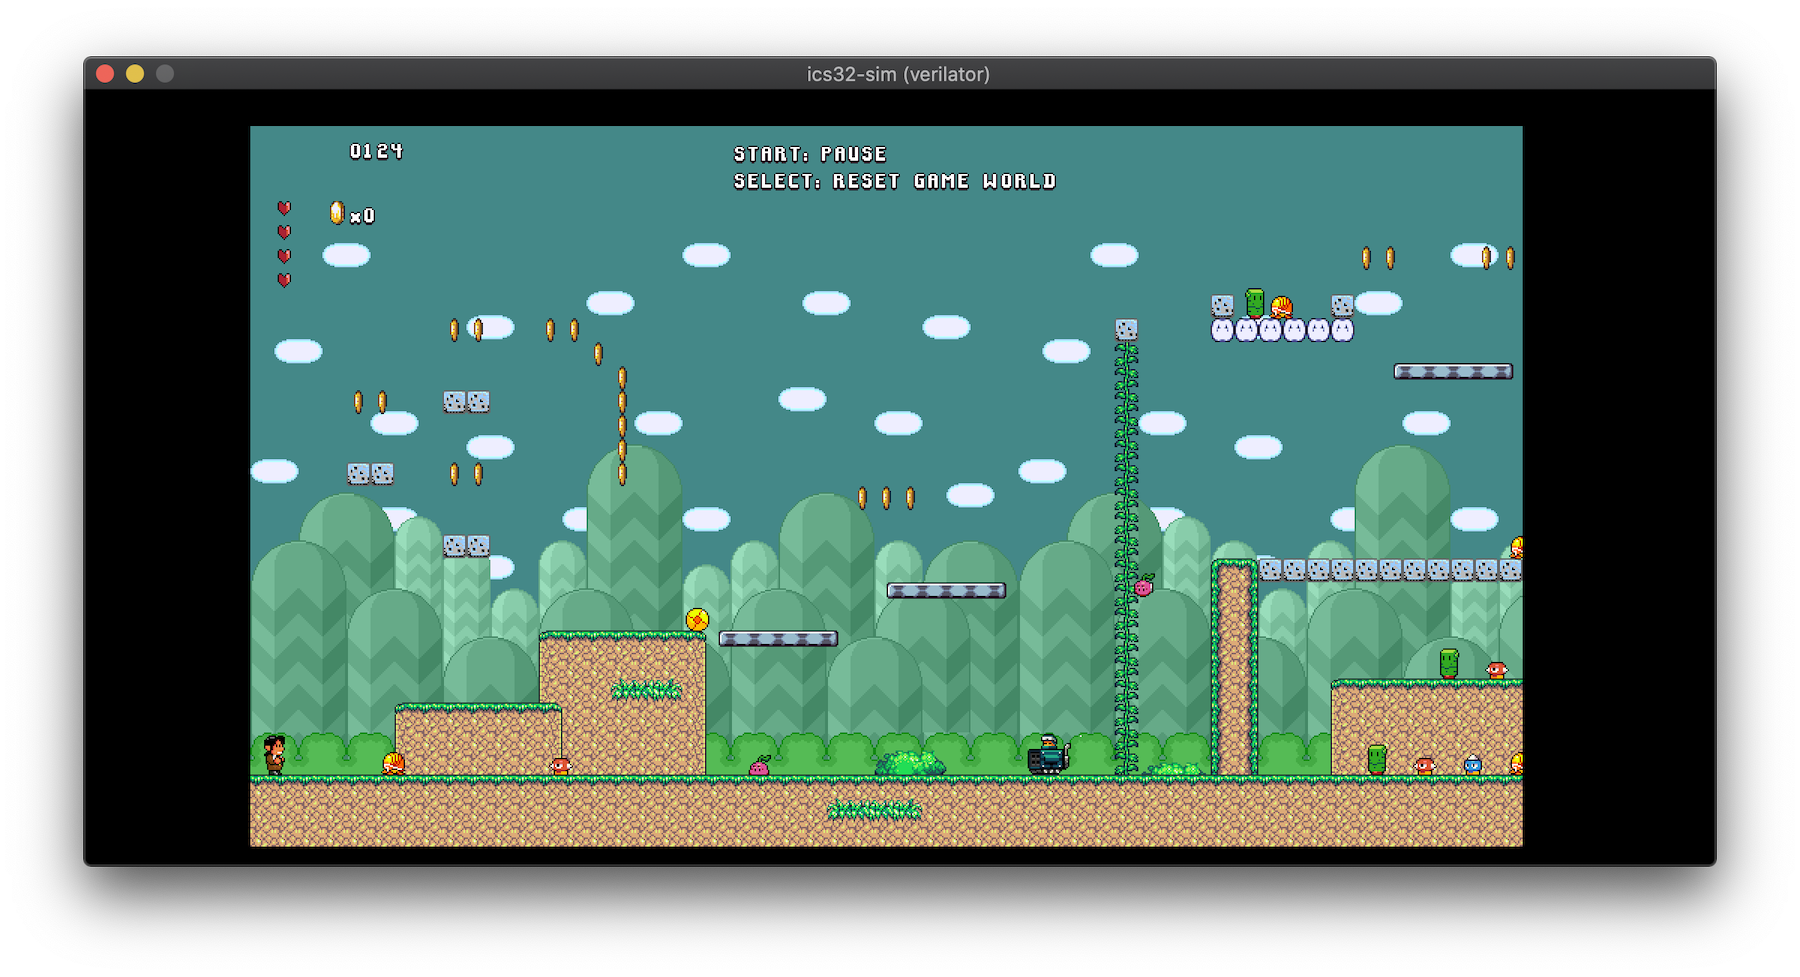 ics32-sim (verilator)
0124
START: PAUSE
SELECT: RESET GAME WORLD
x0